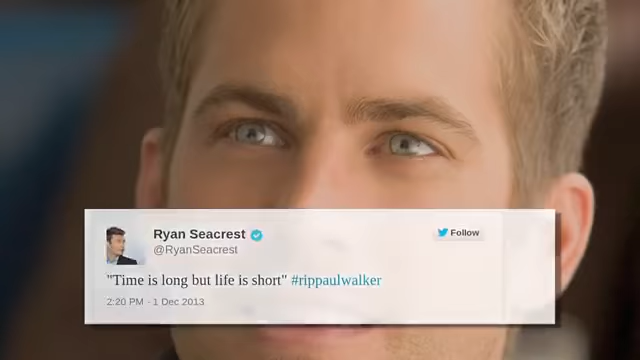 Ryan Seacrest
Follow
@RyanSeacrest
"Time is long but life is short" #rippaulwalker
2:20 PM - 1 Dec 2013